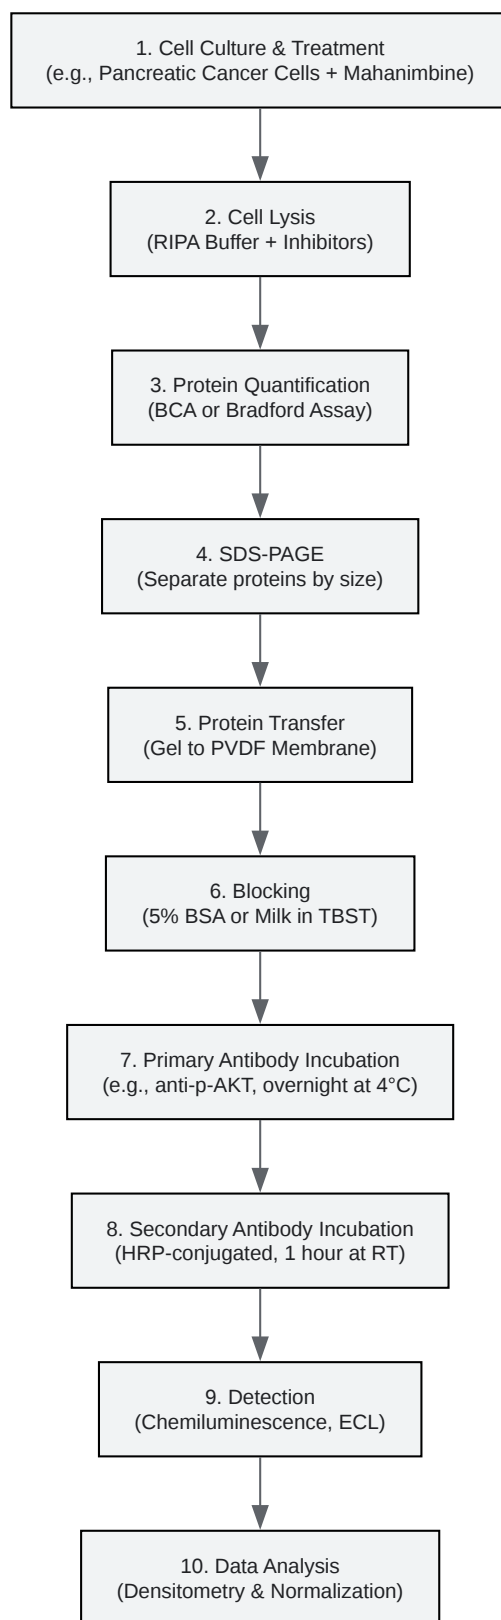 1. Cell Culture & Treatment
(e.g., Pancreatic Cancer Cells + Mahanimbine)
2. Cell Lysis
(RIPA Buffer + Inhibitors)
3. Protein Quantification
(BCA or Bradford Assay)
4. SDS-PAGE
(Separate proteins by size)
5. Protein Transfer
(Gel to PVDF Membrane)
6. Blocking
(5% BSA or Milk in TBST)
7. Primary Antibody Incubation
(e.g., anti-p-AKT, overnight at 4°C)
8. Secondary Antibody Incubation
(HRP-conjugated, 1 hour at RT)
9. Detection
(Chemiluminescence, ECL)
10. Data Analysis
(Densitometry & Normalization)